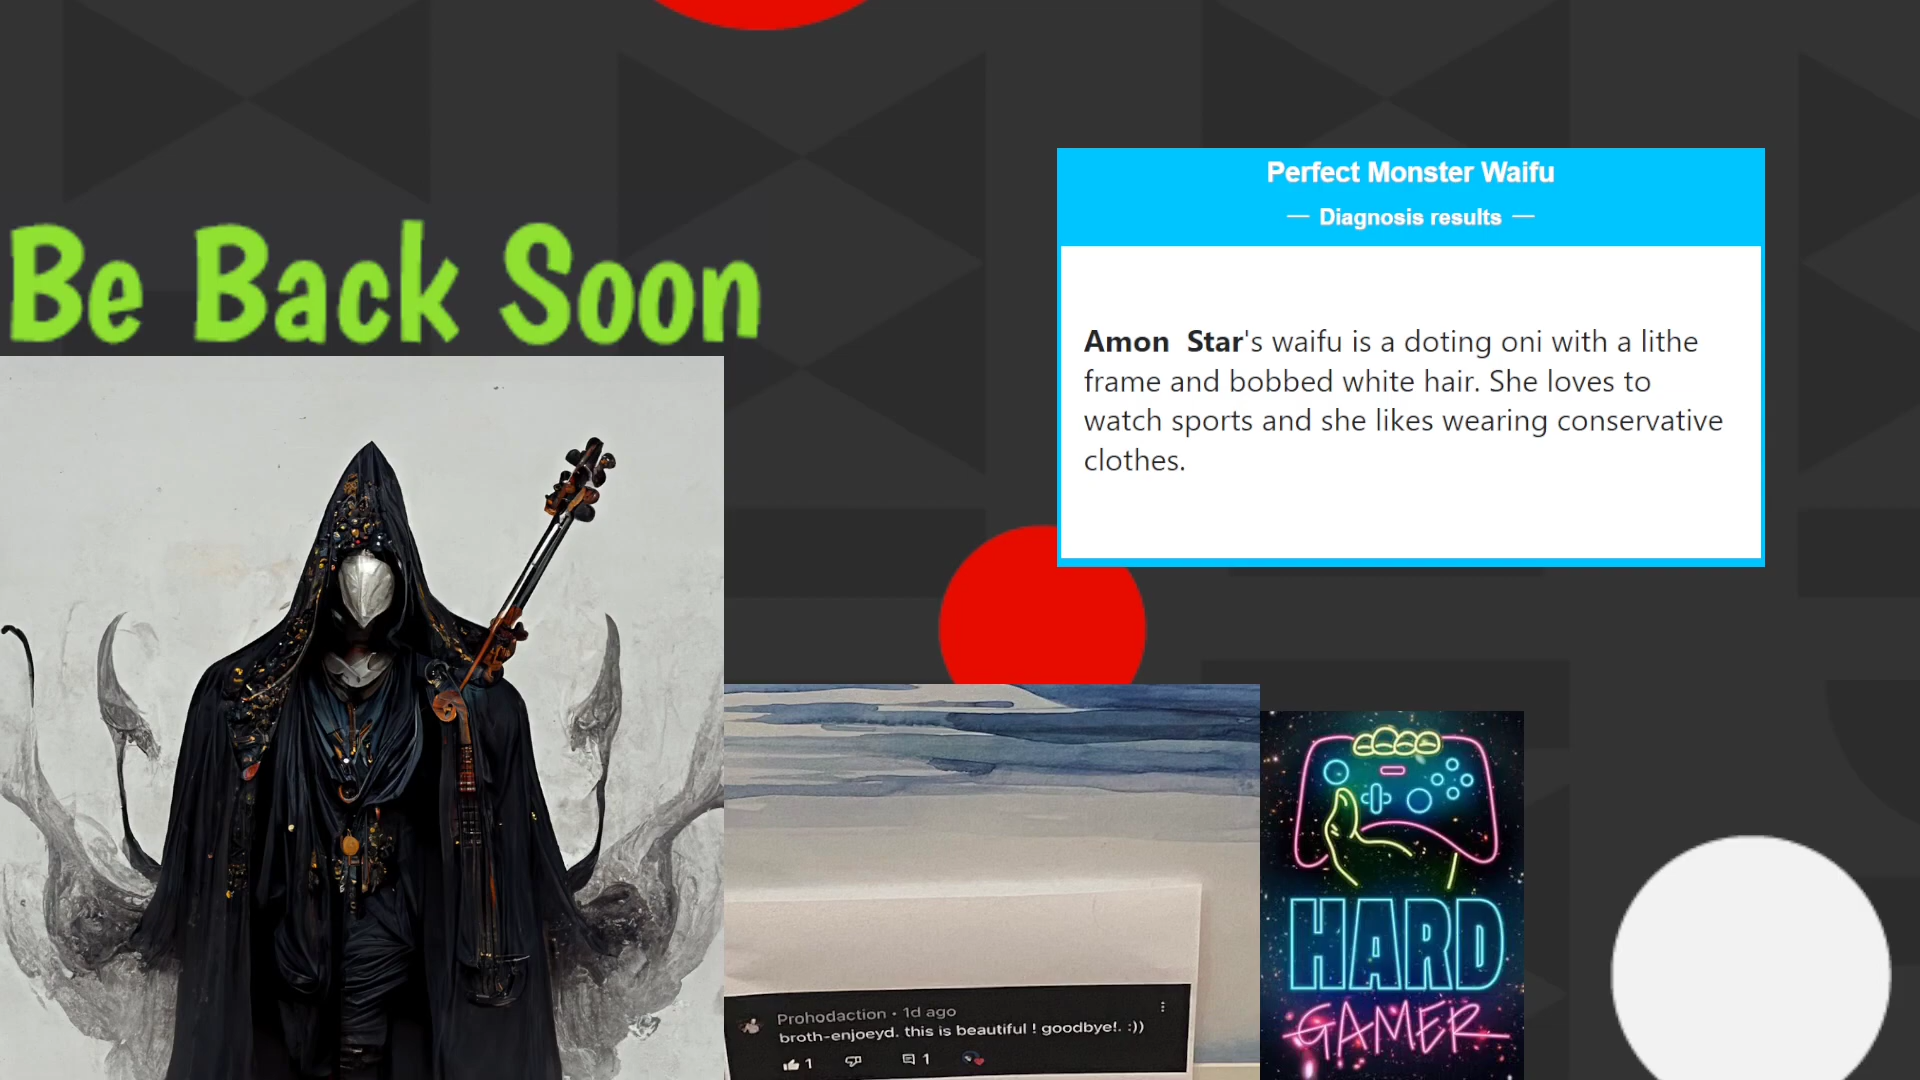 Be Back Soon
Perfect Monster Waifu
— Diagnosis results —
Amon  Star's waifu is a doting oni with a lithe
frame and bobbed white hair. She loves to
watch sports and she likes wearing conservative
clothes.
Prohodaction • 1d ago
broth-enjoeyd. this is beautiful ! goodbye!. :))
1
1
HARD
GAMER